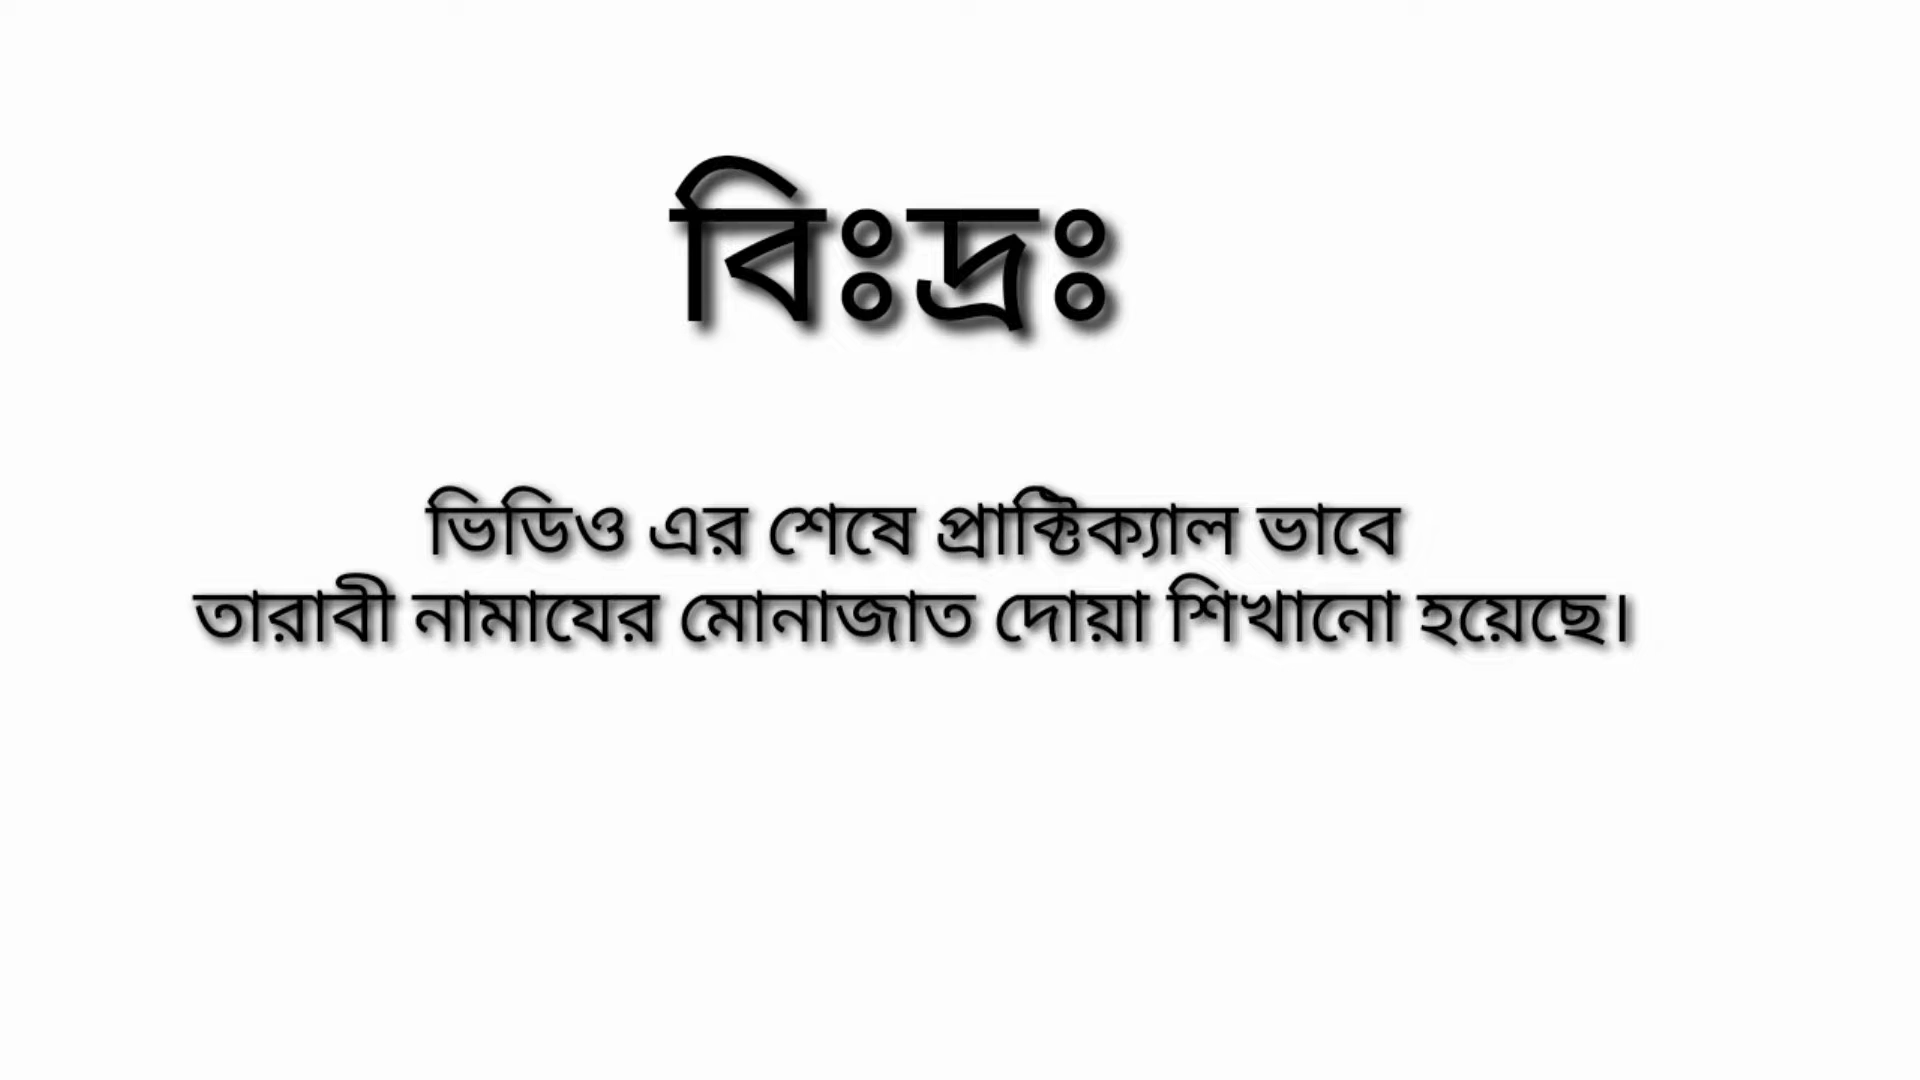 বিঃদ্রঃ
ভিডিও এর শেষে প্রাক্টিক্যাল ভাবে
তারাবী নামাযের মোনাজাত দোয়া শিখানো হয়েছে।